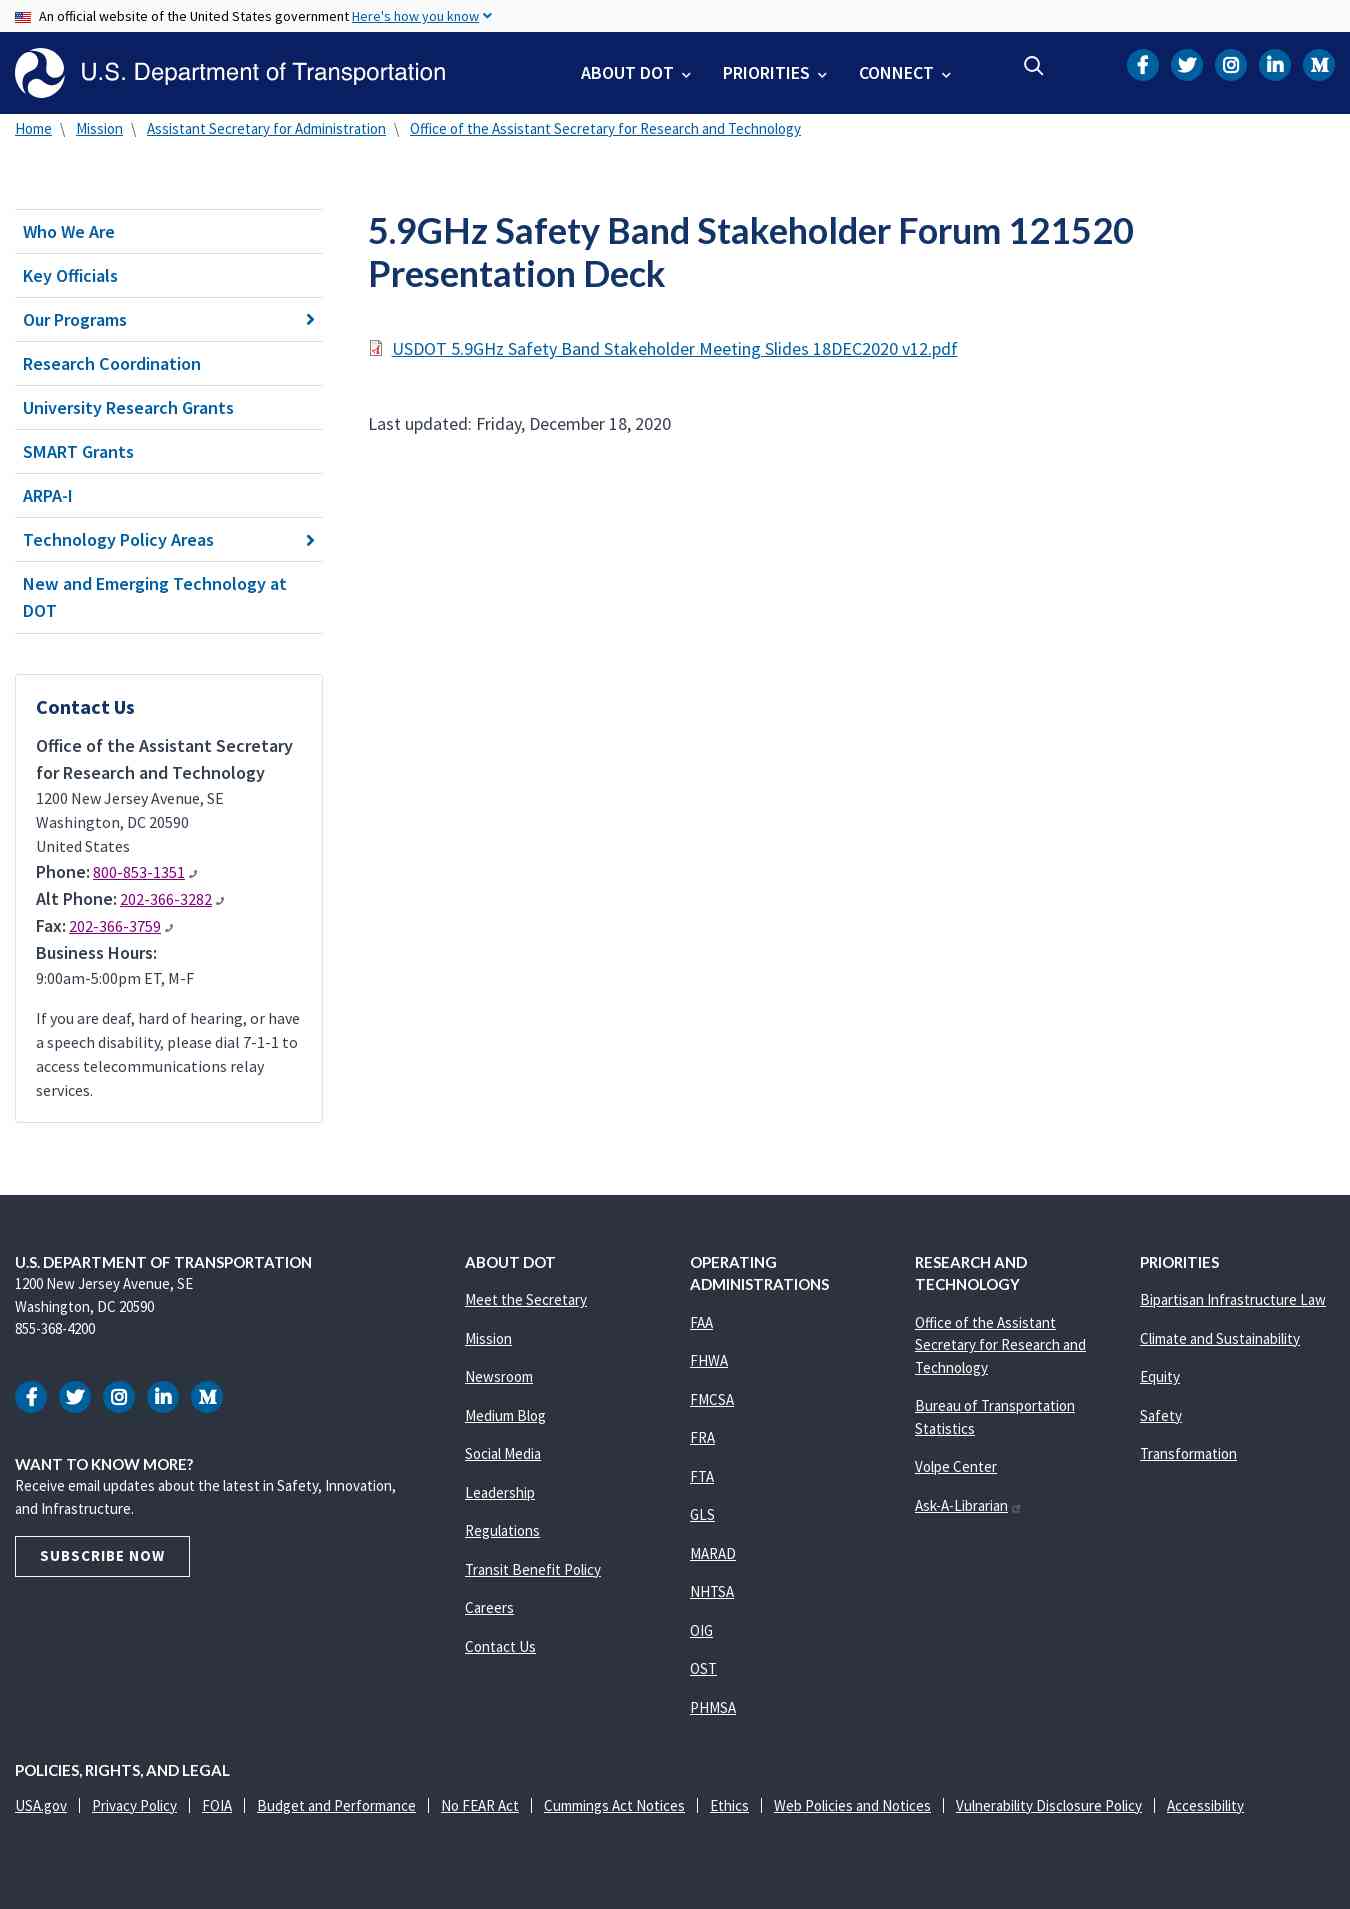 An official website of the United States government Here's how you know
U.S. Department of Transportation
ABOUT DOT
PRIORITIES
CONNECT
Home \ Mission \ Assistant Secretary for Administration \ Office of the Assistant Secretary for Research and Technology
Who We Are
Key Officials
Our Programs
Research Coordination
University Research Grants
SMART Grants
ARPA-I
Technology Policy Areas
New and Emerging Technology at
DOT
5.9GHz Safety Band Stakeholder Forum 121520
Presentation Deck
USDOT 5.9GHz Safety Band Stakeholder Meeting Slides 18DEC2020 v12.pdf
Last updated: Friday, December 18, 2020
Contact Us
Office of the Assistant Secretary
for Research and Technology
1200 New Jersey Avenue, SE
Washington, DC 20590
United States
Phone: 800-853-1351
Alt Phone: 202-366-3282
Fax: 202-366-3759
Business Hours:
9:00am-5:00pm ET, M-F
If you are deaf, hard of hearing, or have
a speech disability, please dial 7-1-1 to
access telecommunications relay
services.
U.S. DEPARTMENT OF TRANSPORTATION
1200 New Jersey Avenue, SE
Washington, DC 20590
855-368-4200
WANT TO KNOW MORE?
Receive email updates about the latest in Safety, Innovation,
and Infrastructure.
SUBSCRIBE NOW
ABOUT DOT
Meet the Secretary
Mission
Newsroom
Medium Blog
Social Media
Leadership
Regulations
Transit Benefit Policy
Careers
Contact Us
OPERATING
ADMINISTRATIONS
FAA
FHWA
FMCSA
FRA
FTA
GLS
MARAD
NHTSA
OIG
OST
PHMSA
RESEARCH AND
TECHNOLOGY
Office of the Assistant
Secretary for Research and
Technology
Bureau of Transportation
Statistics
Volpe Center
Ask-A-Librarian
PRIORITIES
Bipartisan Infrastructure Law
Climate and Sustainability
Equity
Safety
Transformation
POLICIES, RIGHTS, AND LEGAL
USA.gov | Privacy Policy | FOIA | Budget and Performance | No FEAR Act | Cummings Act Notices | Ethics | Web Policies and Notices | Vulnerability Disclosure Policy | Accessibility